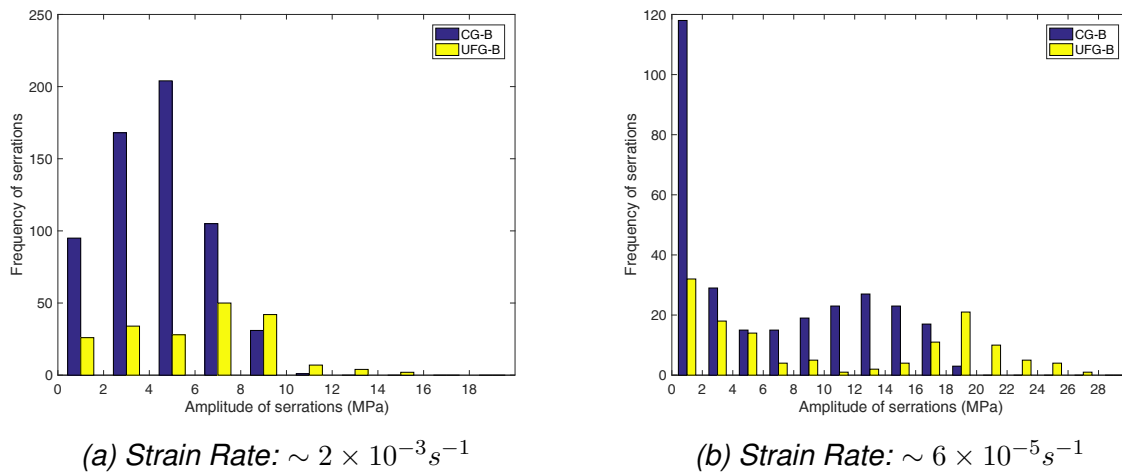 250
200
150
100
50
0
Frequency of serrations
CG-B
UFG-B
0 2 4 6 8 10 12 14 16 18
Amplitude of serrations (MPa)
(a) Strain Rate: ∼ 2 × 10⁻³s⁻¹
120
100
80
60
40
20
0
Frequency of serrations
CG-B
UFG-B
0 2 4 6 8 10 12 14 16 18 20 22 24 26 28
Amplitude of serrations (MPa)
(b) Strain Rate: ∼ 6 × 10⁻⁵s⁻¹